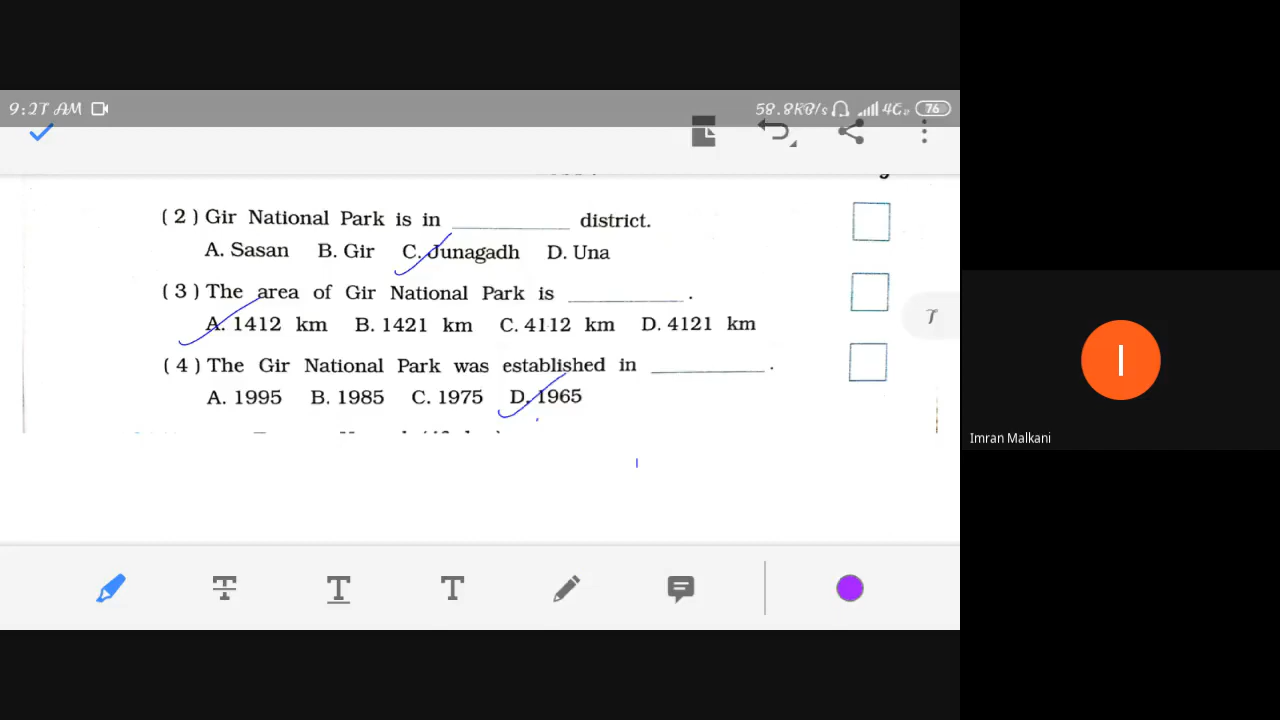 9:27 AM 58.8KB/s 4G 76
( 2 ) Gir National Park is in __________ district.
A. Sasan B. Gir C. Junagadh D. Una
( 3 ) The area of Gir National Park is __________ .
A. 1412 km B. 1421 km C. 4112 km D. 4121 km
( 4 ) The Gir National Park was established in __________ .
A. 1995 B. 1985 C. 1975 D. 1965
T T T
I
Imran Malkani